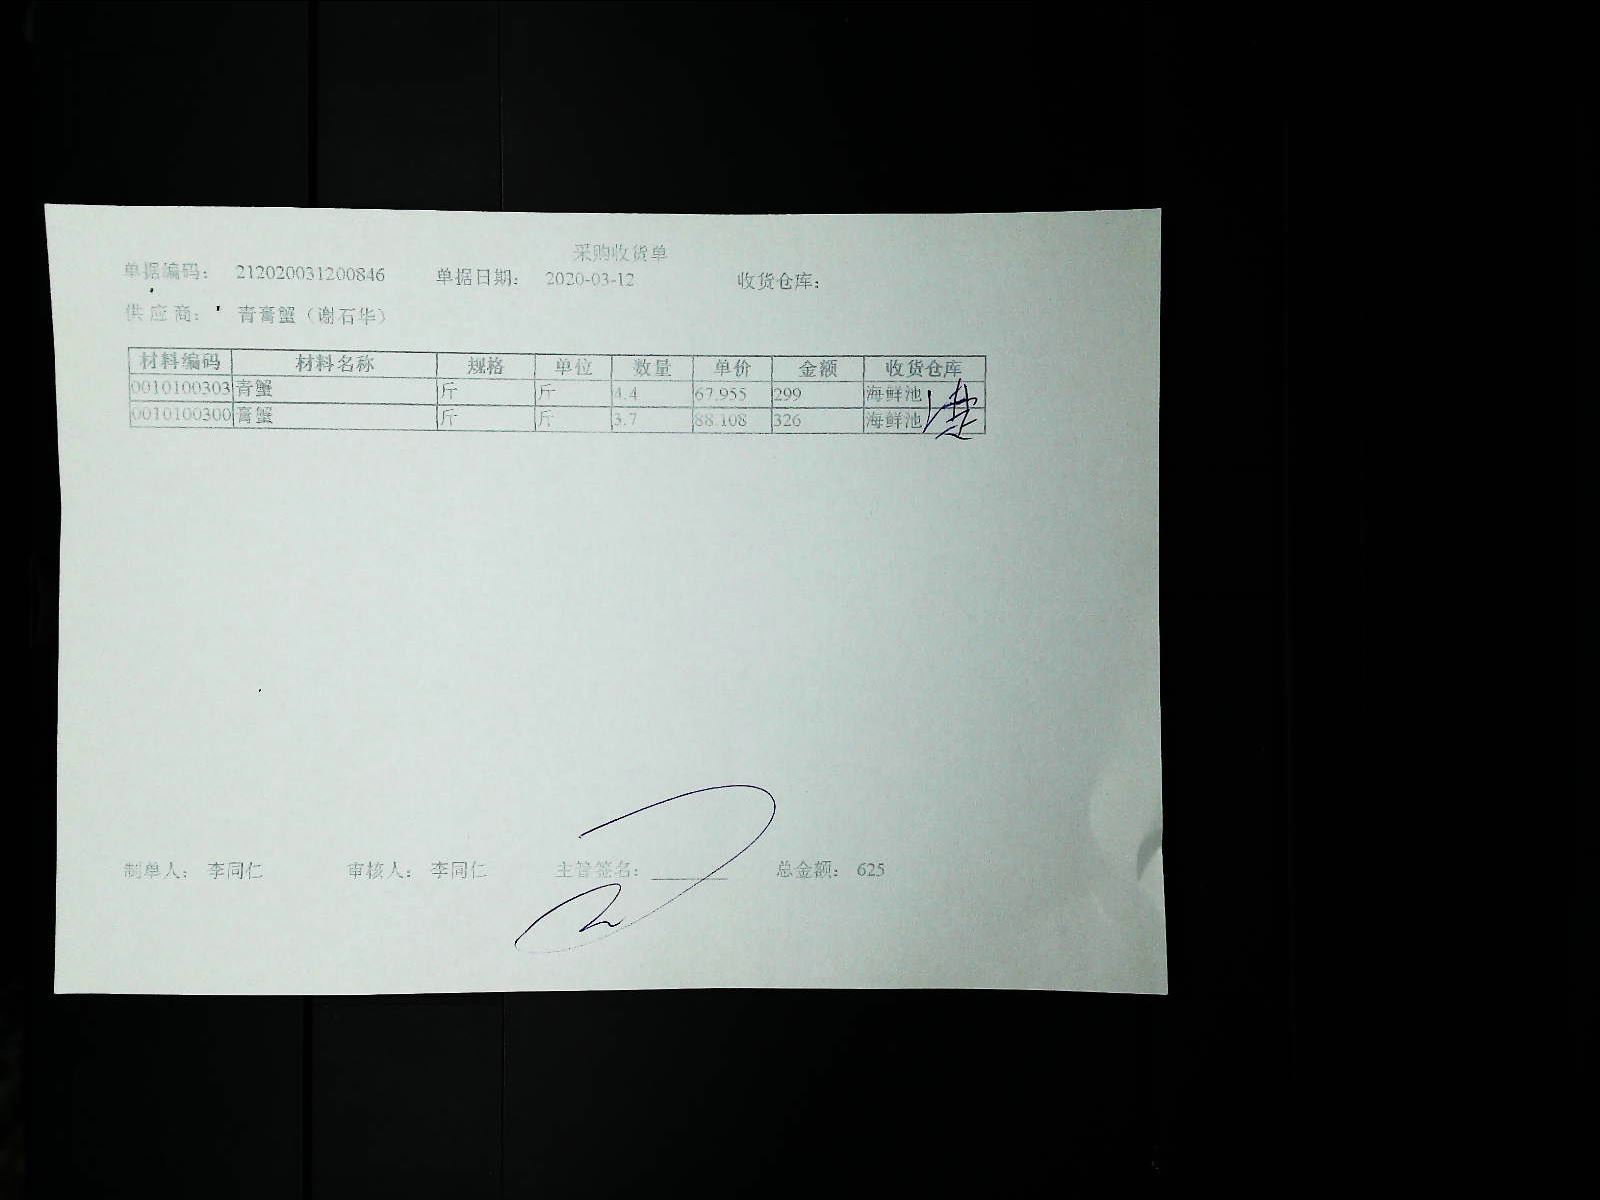 采购收货单
单据编码： 212020031200846 单据日期： 2020-03-12 收货仓库：
供应商： 青膏蟹（谢石华）
材料编码 材料名称 规格 单位 数量 单价 金额 收货仓库
0010100303 青蟹 斤 斤 4.4 67.955 299 海鲜池
0010100300 膏蟹 斤 斤 3.7 88.108 326 海鲜池
制单人： 李同仁 审核人： 李同仁 主管签名： 总金额： 625